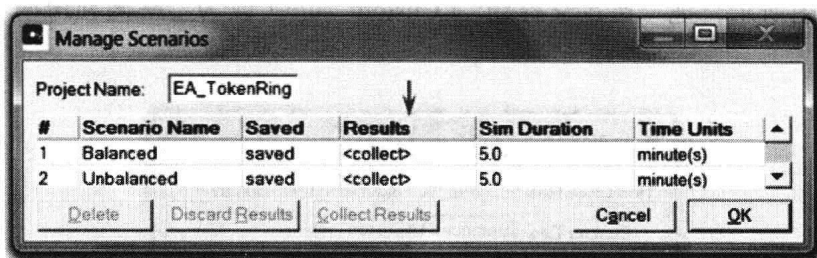 Manage Scenarios
Project Name: EA_TokenRing
# Scenario Name Saved Results Sim Duration Time Units
1 Balanced saved <collect> 5.0 minute(s)
2 Unbalanced saved <collect> 5.0 minute(s)
Delete Discard Results Collect Results Cancel OK